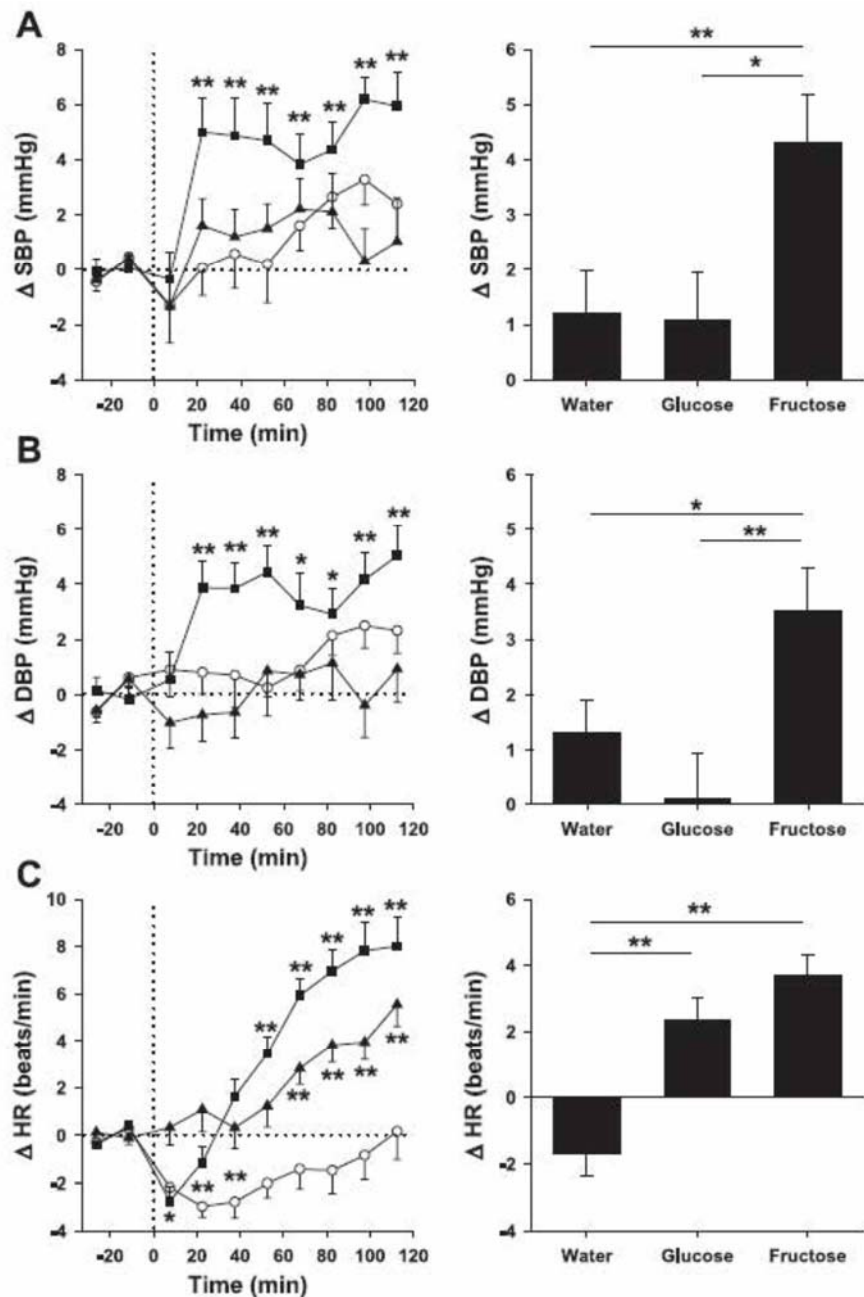 A
Δ SBP (mmHg)
8
6
4
2
0
-2
-4
** ** ** ** ** ** **
-20 0 20 40 60 80 100 120
Time (min)
Δ SBP (mmHg)
6
5
4
3
2
1
0
**
*
Water Glucose Fructose
B
Δ DBP (mmHg)
8
6
4
2
0
-2
-4
** ** ** * * ** **
-20 0 20 40 60 80 100 120
Time (min)
Δ DBP (mmHg)
6
5
4
3
2
1
0
*
**
Water Glucose Fructose
C
Δ HR (beats/min)
10
8
6
4
2
0
-2
-4
** ** ** ** **
** ** ** **
* ** **
-20 0 20 40 60 80 100 120
Time (min)
Δ HR (beats/min)
6
4
2
0
-2
-4
**
**
Water Glucose Fructose